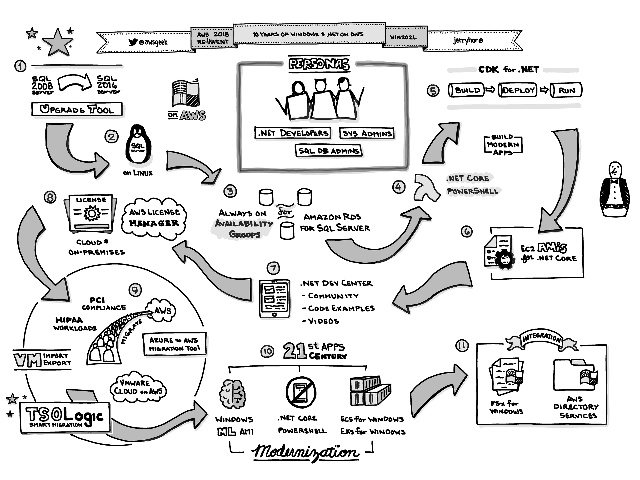 @awsgeek
AWS 2018
RE:INVENT
10 YEARS OF WINDOWS & .NET ON AWS
WIN202L
jerryhar8
1
SQL
2008
SERVER
SQL
2016
SERVER
UPGRADE TOOL
ON AWS
2
SQL
ON LINUX
PERSONAS
.NET DEVELOPERS
SYS ADMINS
SQL DB ADMINS
CDK for .NET
5
BUILD
DEPLOY
RUN
BUILD
MODERN
APPS
3
ALWAYS ON
AVAILABILITY
GROUPS
for
AMAZON RDS
FOR SQL SERVER
4
.NET CORE
POWERSHELL
6
EC2 AMIs
for .NET CORE
7
.NET DEV CENTER
- COMMUNITY
- CODE EXAMPLES
- VIDEOS
8
LICENSE
AWS LICENSE
MANAGER
CLOUD &
ON-PREMISES
9
PCI
COMPLIANCE
HIPAA
WORKLOADS
MIGRATE
AWS
AZURE TO AWS
MIGRATION TOOL
VM IMPORT
EXPORT
VMWARE
CLOUD on AWS
TSO Logic
SMART MIGRATION
10
21st APPS
CENTURY
WINDOWS
ML AMI
.NET CORE
POWERSHELL
ECS for WINDOWS
EKS for WINDOWS
Modernization
11
INTEGRATION
FSx for
WINDOWS
AWS
DIRECTORY
SERVICES